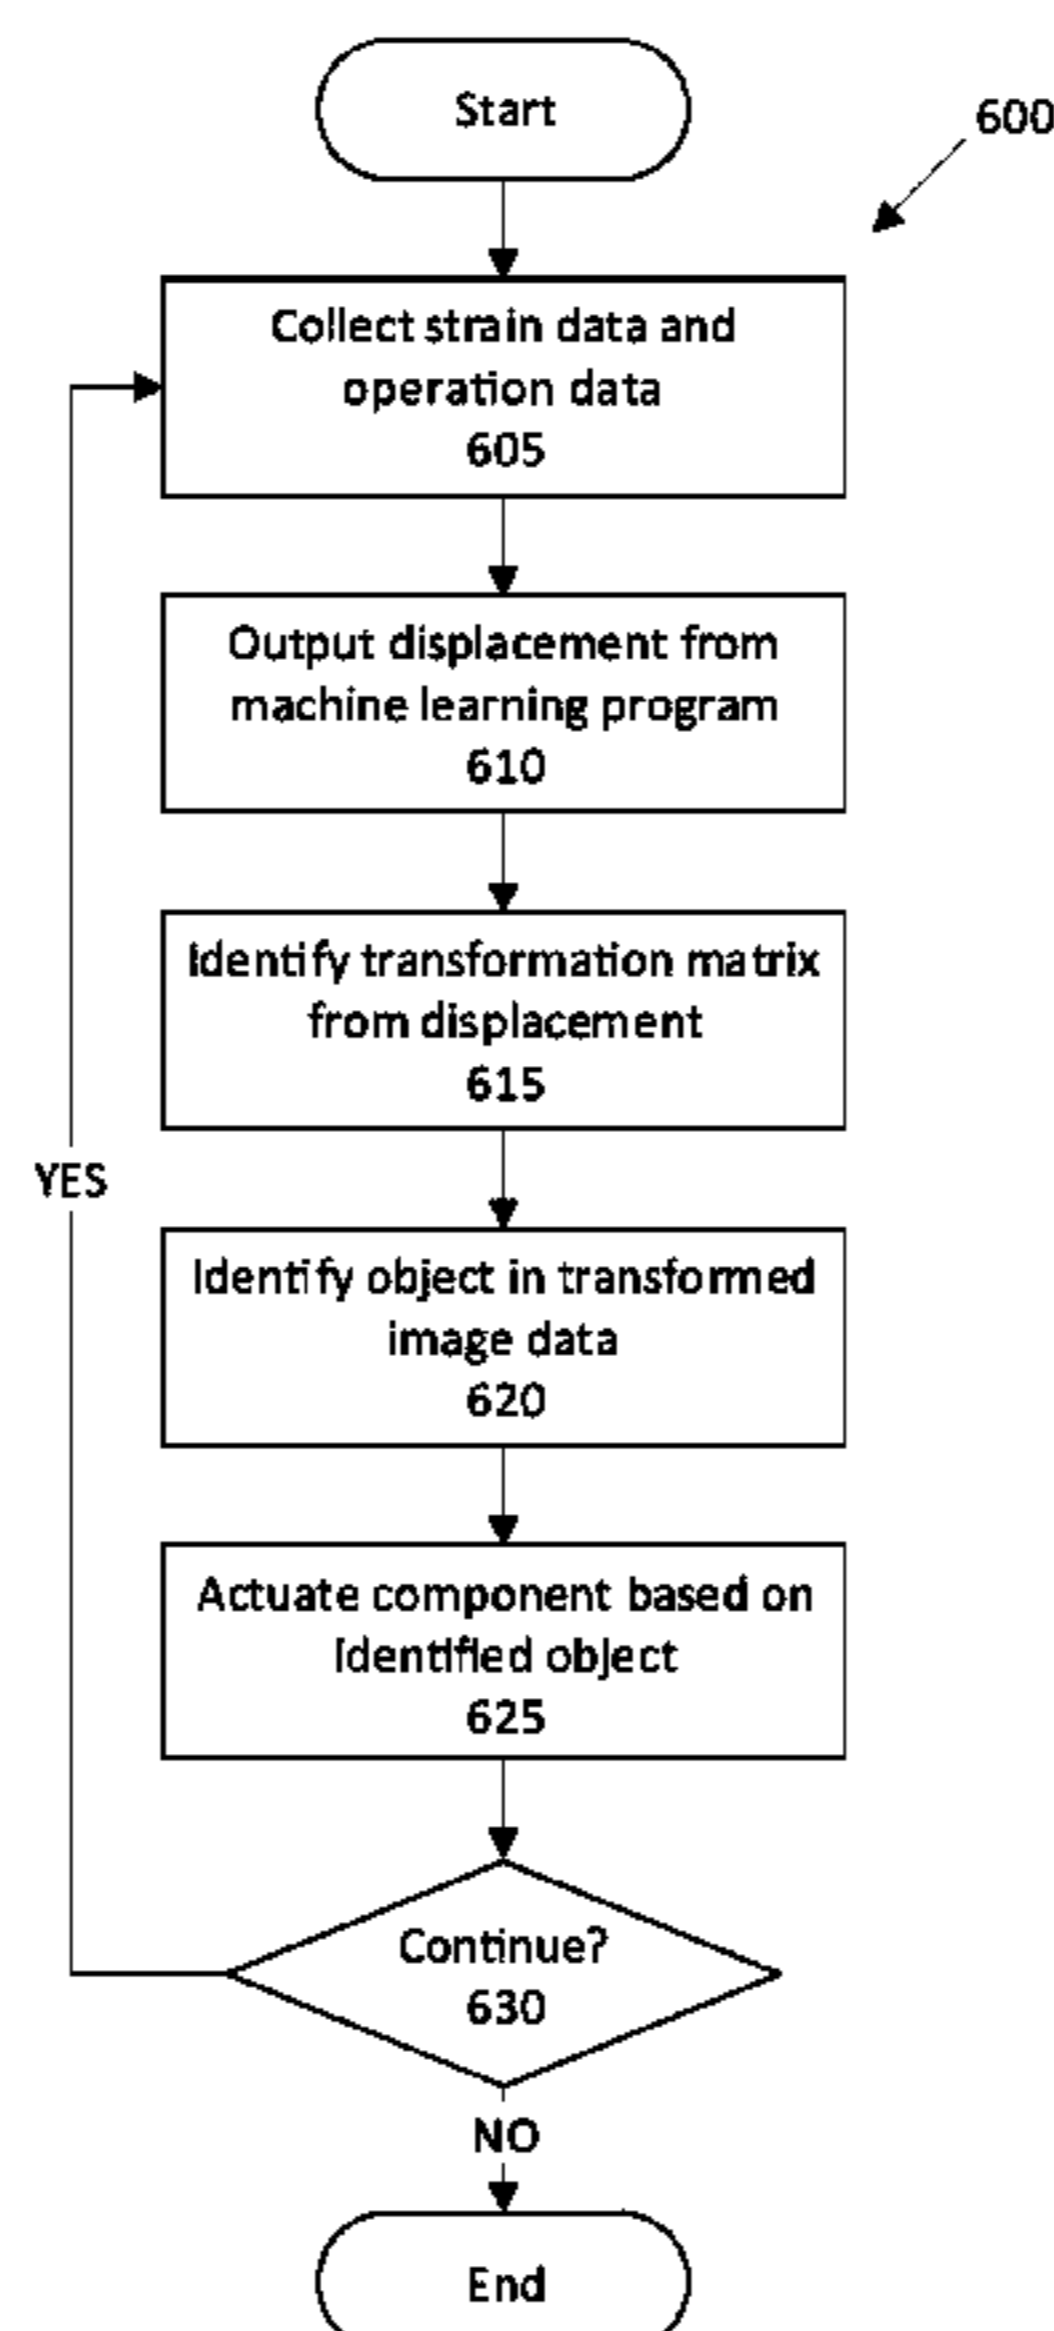 Start
600
Collect strain data and
operation data
605
Output displacement from
machine learning program
610
Identify transformation matrix
from displacement
615
YES
Identify object in transformed
image data
620
Actuate component based on
identified object
625
Continue?
630
NO
End